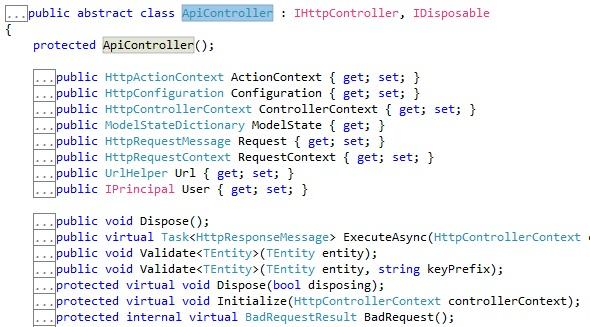 ...public abstract class ApiController : IHttpController, IDisposable
{
protected ApiController();
...public HttpActionContext ActionContext { get; set; }
...public HttpConfiguration Configuration { get; set; }
...public HttpControllerContext ControllerContext { get; set; }
...public ModelStateDictionary ModelState { get; }
...public HttpRequestMessage Request { get; set; }
...public HttpRequestContext RequestContext { get; set; }
...public UrlHelper Url { get; set; }
...public IPrincipal User { get; set; }
...public void Dispose();
...public virtual Task<HttpResponseMessage> ExecuteAsync(HttpControllerContext
...public void Validate<TEntity>(TEntity entity);
...public void Validate<TEntity>(TEntity entity, string keyPrefix);
...protected virtual void Dispose(bool disposing);
...protected virtual void Initialize(HttpControllerContext controllerContext);
...protected internal virtual BadRequestResult BadRequest();